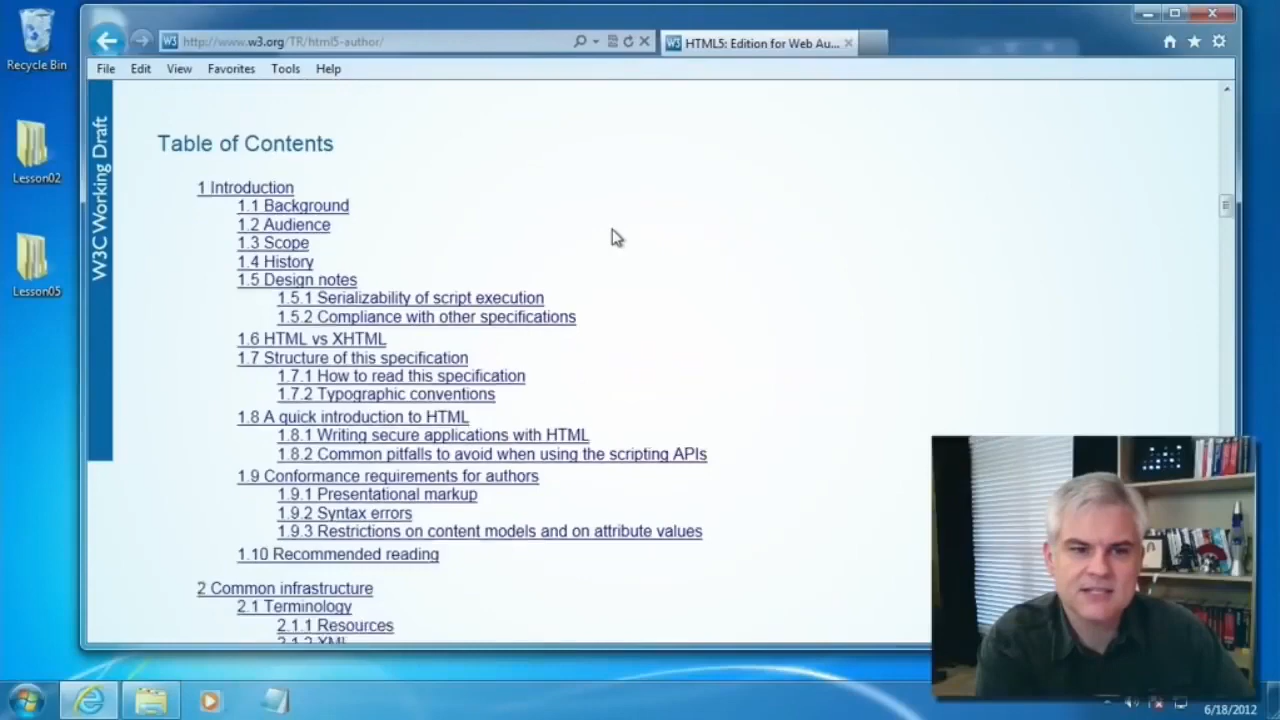 Recycle Bin
Lesson02
Lesson05
http://www.w3.org/TR/html5-author/
HTML5: Edition for Web Au...
File Edit View Favorites Tools Help
W3C Working Draft
Table of Contents
1 Introduction
1.1 Background
1.2 Audience
1.3 Scope
1.4 History
1.5 Design notes
1.5.1 Serializability of script execution
1.5.2 Compliance with other specifications
1.6 HTML vs XHTML
1.7 Structure of this specification
1.7.1 How to read this specification
1.7.2 Typographic conventions
1.8 A quick introduction to HTML
1.8.1 Writing secure applications with HTML
1.8.2 Common pitfalls to avoid when using the scripting APIs
1.9 Conformance requirements for authors
1.9.1 Presentational markup
1.9.2 Syntax errors
1.9.3 Restrictions on content models and on attribute values
1.10 Recommended reading
2 Common infrastructure
2.1 Terminology
2.1.1 Resources
2.1.2 XML
6/18/2012